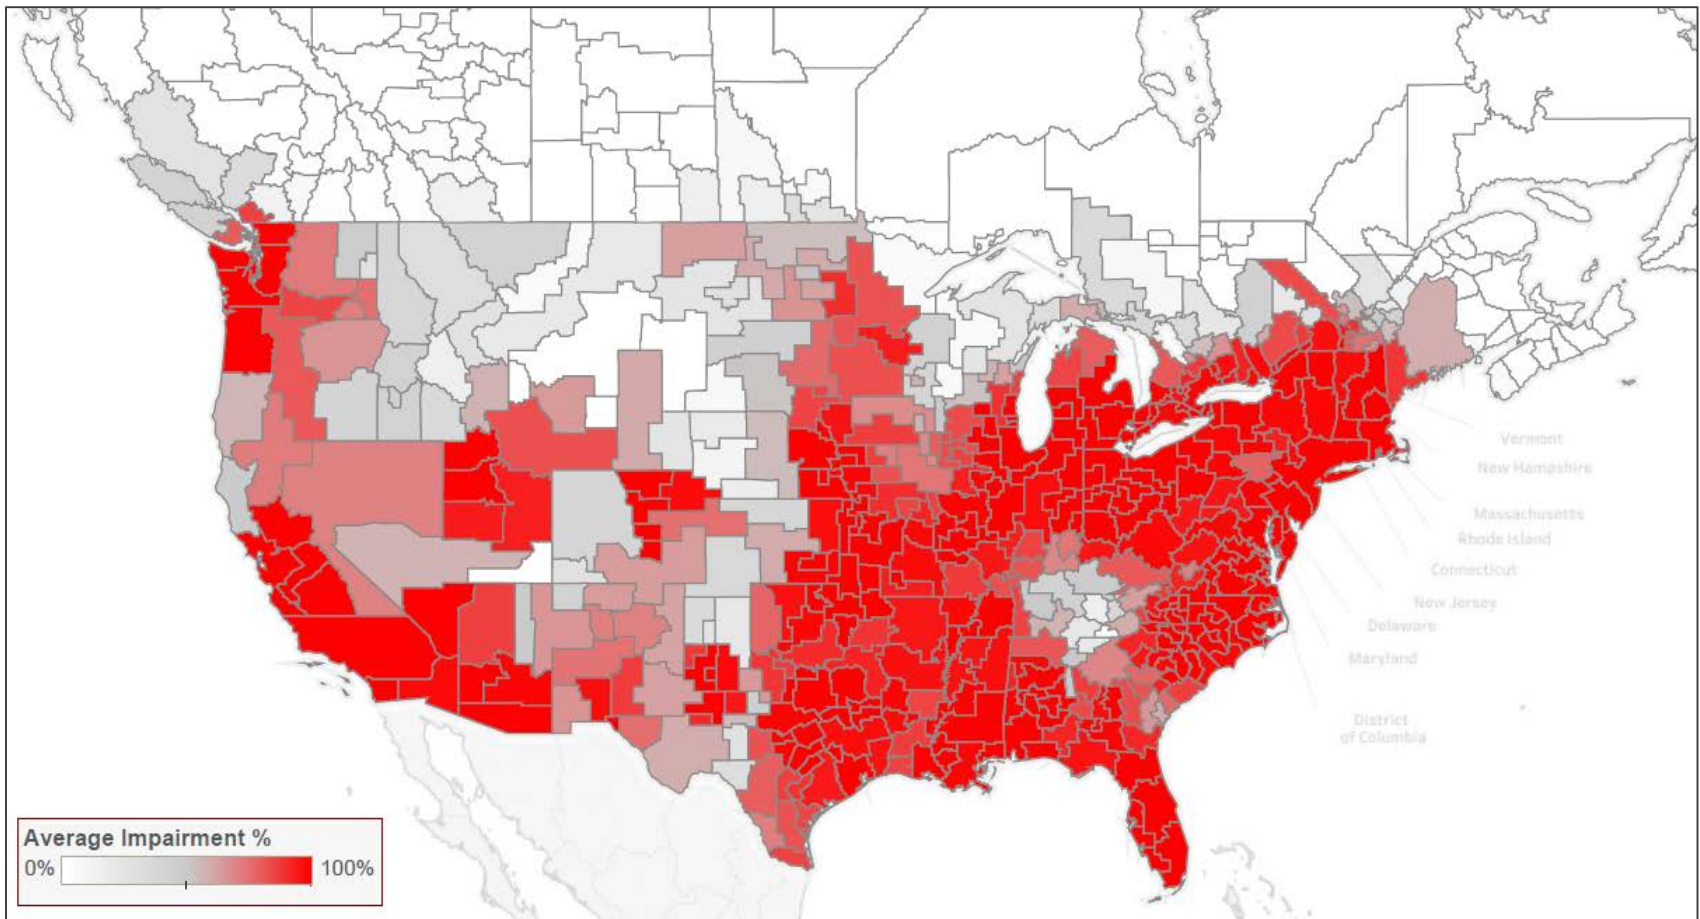 Vermont
New Hampshire
Massachusetts
Rhode Island
Connecticut
New Jersey
Delaware
Maryland
District
of Columbia
Average Impairment %
0%
100%